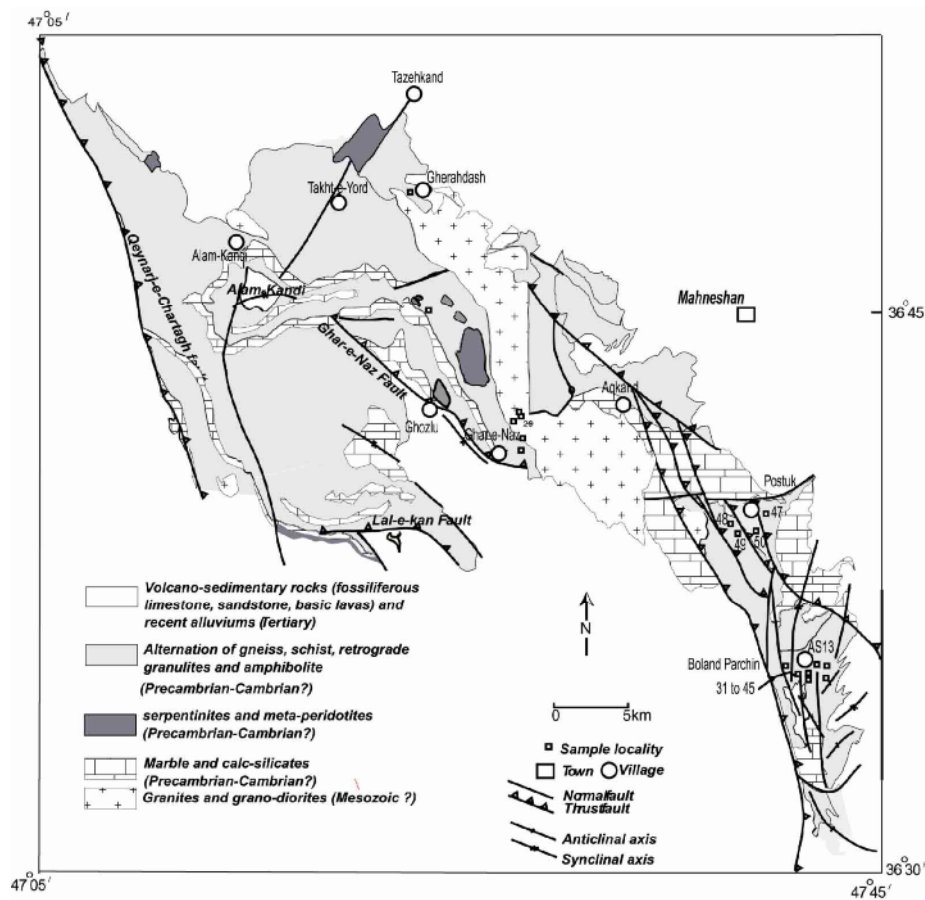 47°05′
Tazehkand
Gherahdash
Takht-e-Yord
Alam-Kandi
Qeynarj-e-Chartagh fault
Alam-Kandi
Mahneshan
36°45′
Ghar-e-Naz Fault
Aqkand
Ghozlu
29
Ghar-e-Naz
Postuk
47
48
49
50
Lal-e-kan Fault
Volcano-sedimentary rocks (fossiliferous
limestone, sandstone, basic lavas) and
recent alluviums (Tertiary)
Alternation of gneiss, schist, retrograde
granulites and amphibolite
(Precambrian-Cambrian?)
serpentinites and meta-peridotites
(Precambrian-Cambrian?)
Marble and calc-silicates
(Precambrian-Cambrian?)
Granites and grano-diorites (Mesozoic ?)
N
AS13
Boland Parchin
31 to 45
0 5km
Sample locality
Town Village
Normalfault
Thrustfault
Anticlinal axis
Synclinal axis
47°05′
36°30′
47°45′